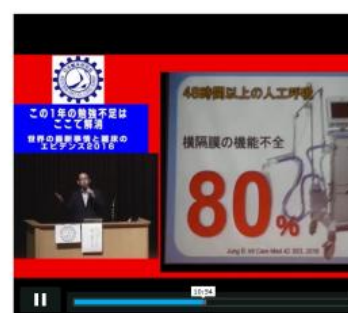 この1年の勉強不足は
ここで解消
世界の最新事情と臨床の
エビデンス2016
48時間以上の人工呼吸
横隔膜の機能不全
80%
10:54